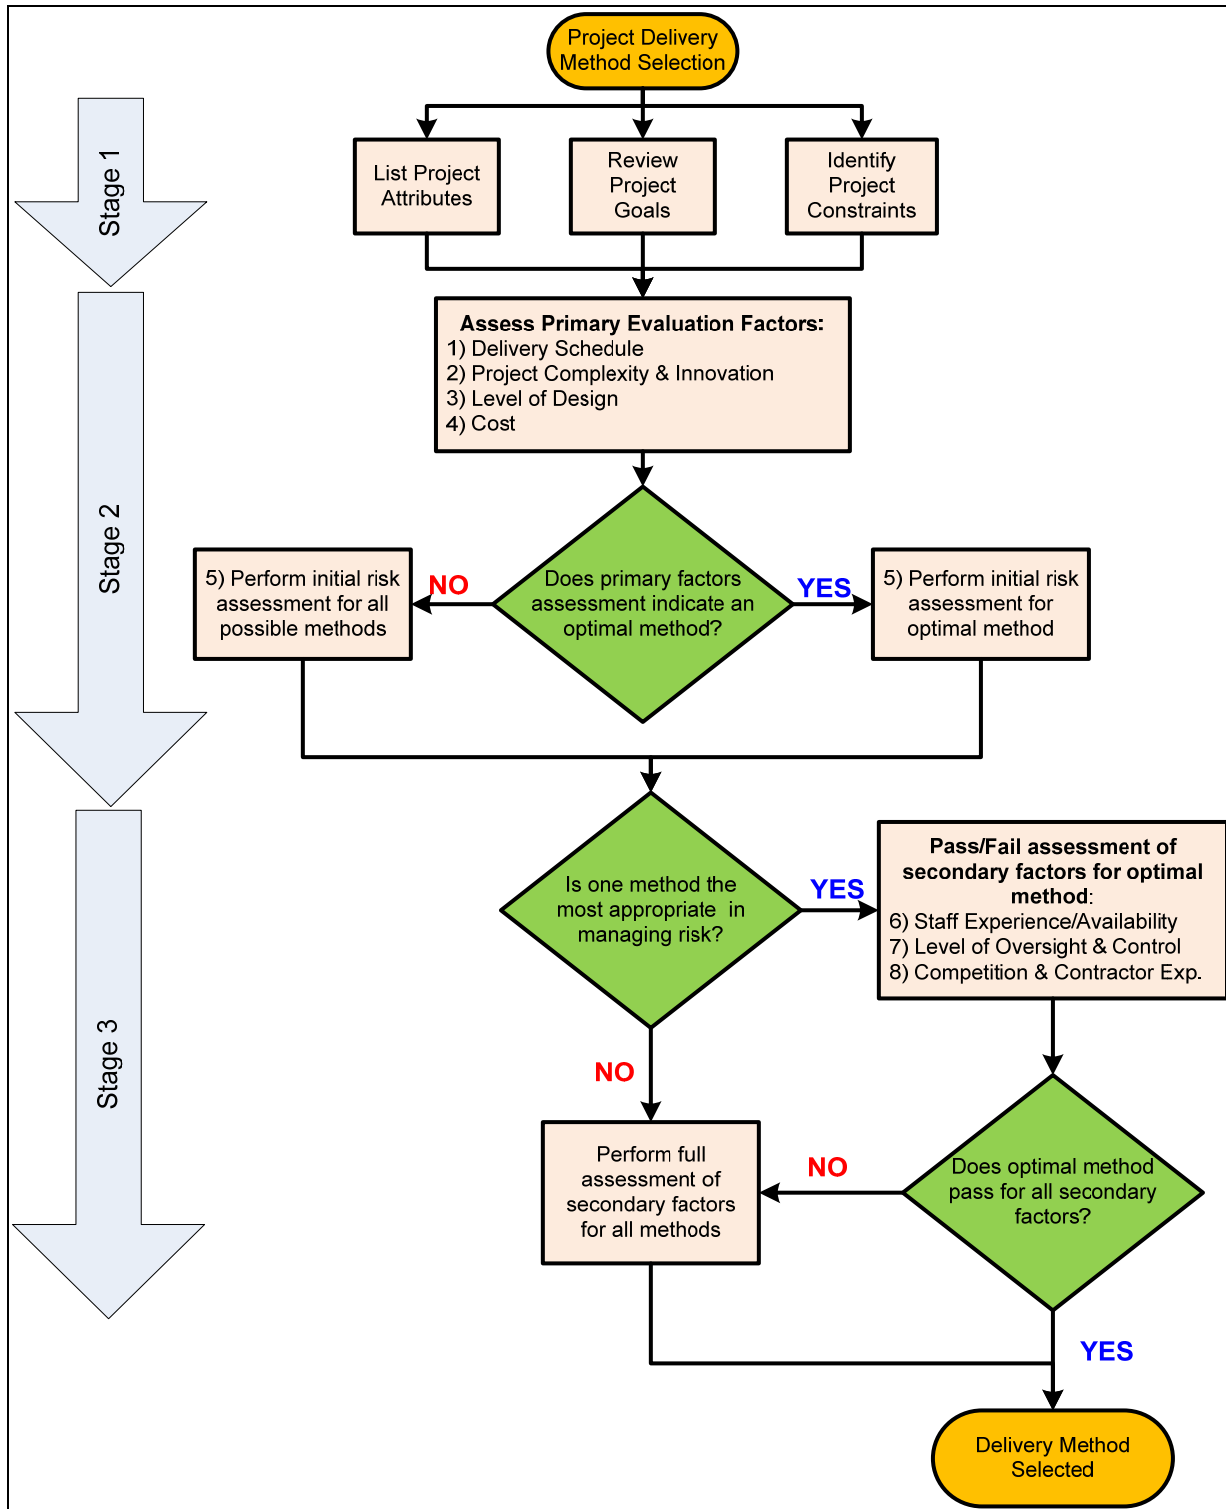 Project Delivery
Method Selection
Stage 1
List Project
Attributes
Review
Project
Goals
Identify
Project
Constraints
Stage 2
Assess Primary Evaluation Factors:
1) Delivery Schedule
2) Project Complexity & Innovation
3) Level of Design
4) Cost
5) Perform initial risk
assessment for all
possible methods
NO
Does primary factors
assessment indicate an
optimal method?
YES
5) Perform initial risk
assessment for
optimal method
Stage 3
Is one method the
most appropriate in
managing risk?
YES
Pass/Fail assessment of
secondary factors for optimal
method:
6) Staff Experience/Availability
7) Level of Oversight & Control
8) Competition & Contractor Exp.
NO
Perform full
assessment of
secondary factors
for all methods
NO
Does optimal method
pass for all secondary
factors?
YES
Delivery Method
Selected